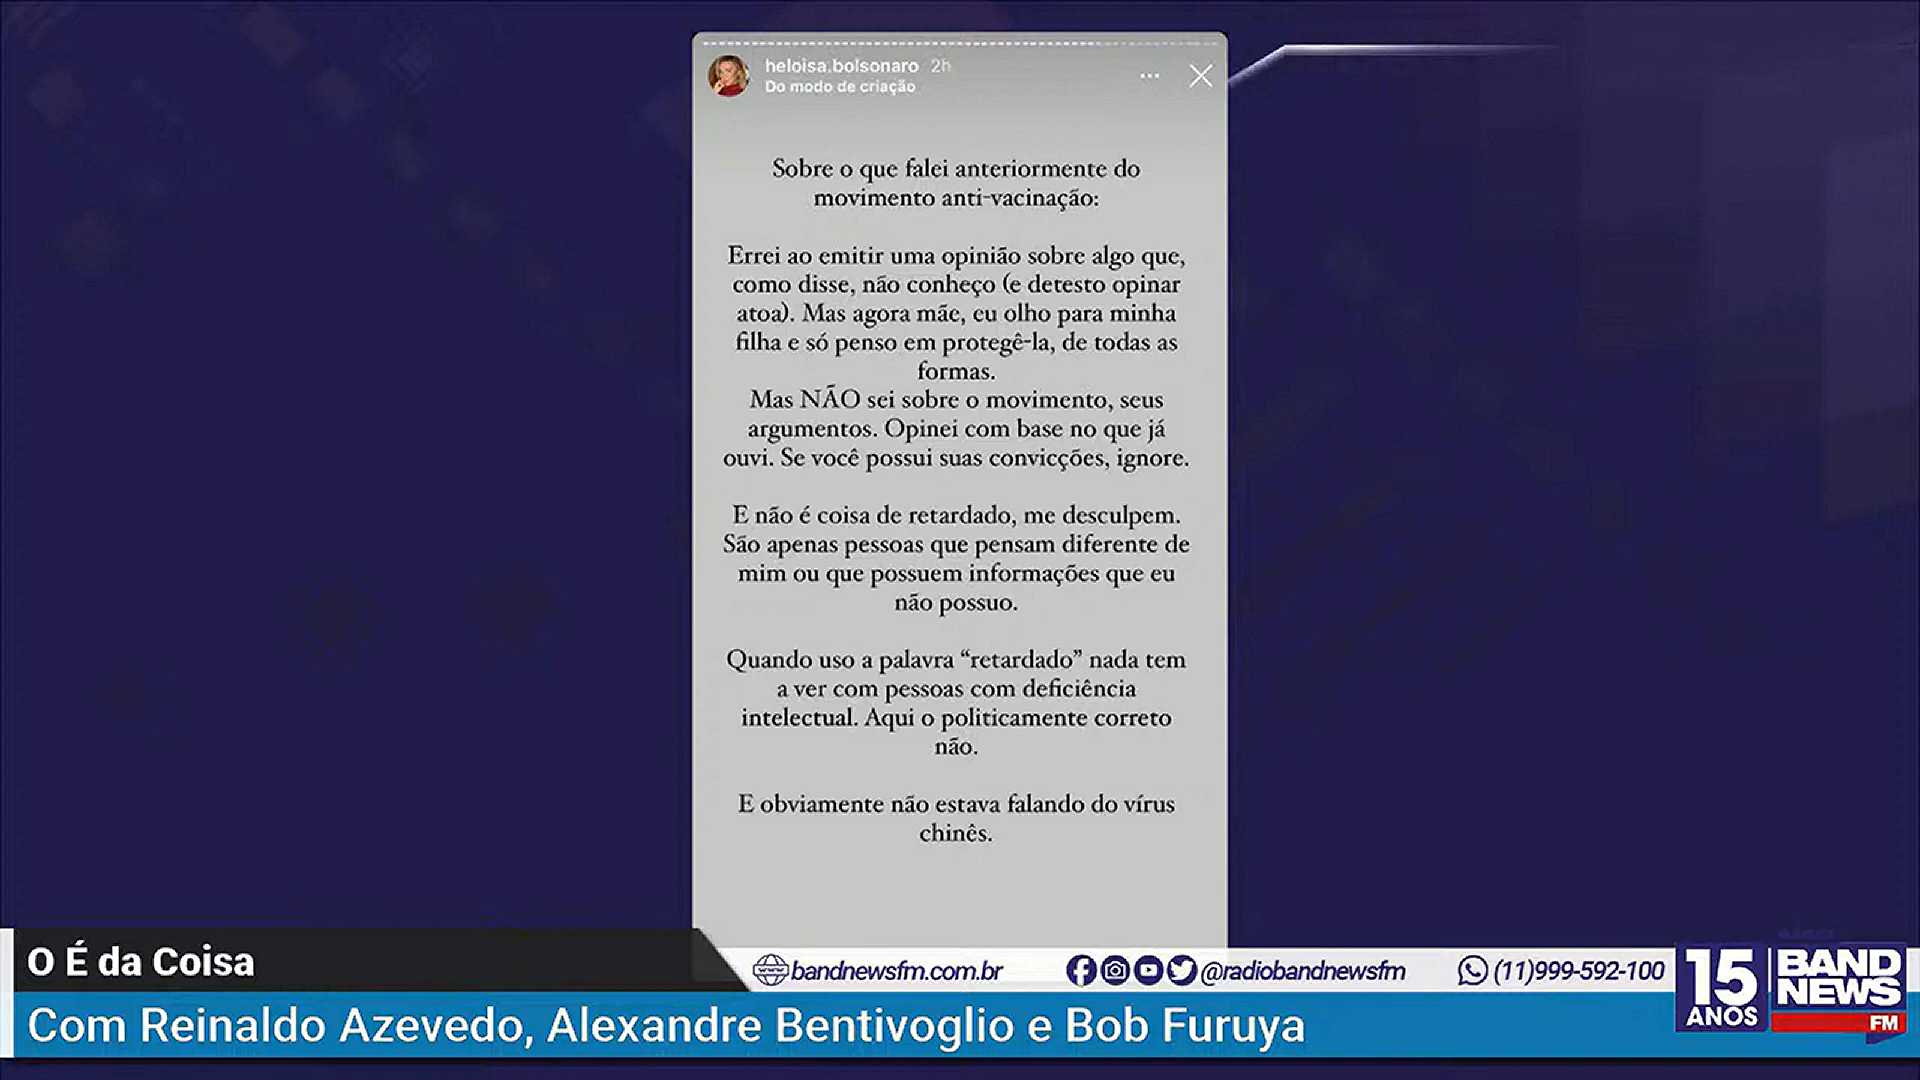 heloisa.bolsonaro 2h
Do modo de criação
Sobre o que falei anteriormente do
movimento anti-vacinação:
Errei ao emitir uma opinião sobre algo que,
como disse, não conheço (e detesto opinar
atoa). Mas agora mãe, eu olho para minha
filha e só penso em protegê-la, de todas as
formas.
Mas NÃO sei sobre o movimento, seus
argumentos. Opinei com base no que já
ouvi. Se você possui suas convicções, ignore.
E não é coisa de retardado, me desculpem.
São apenas pessoas que pensam diferente de
mim ou que possuem informações que eu
não possuo.
Quando uso a palavra “retardado” nada tem
a ver com pessoas com deficiência
intelectual. Aqui o politicamente correto
não.
E obviamente não estava falando do vírus
chinês.
O É da Coisa
www bandnewsfm.com.br @radiobandnewsfm (11)999-592-100
Com Reinaldo Azevedo, Alexandre Bentivoglio e Bob Furuya
15
ANOS
BAND
NEWS
FM